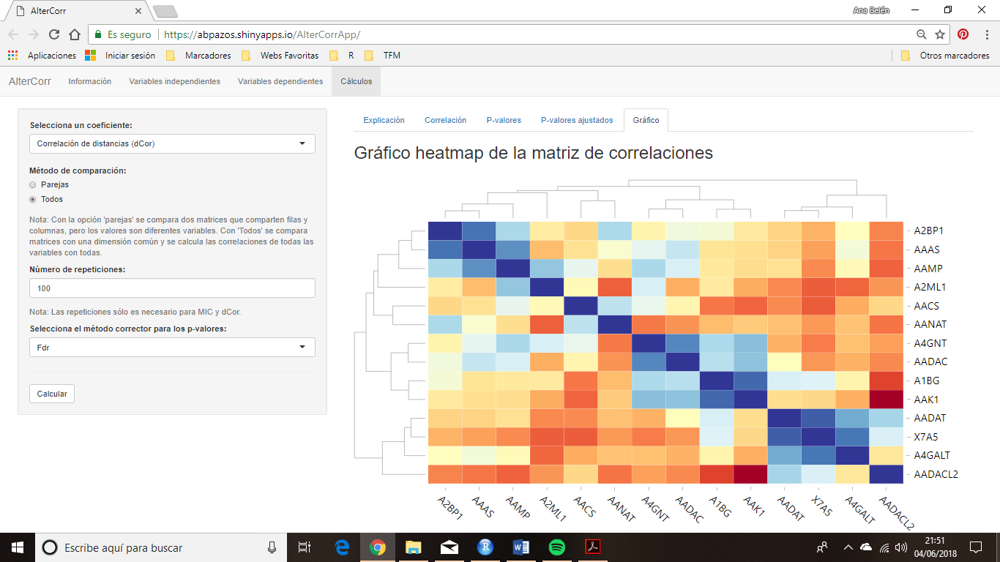 AlterCorr
Ana Belén
Es seguro
https://abpazos.shinyapps.io/AlterCorrApp/
Aplicaciones Iniciar sesión Marcadores Webs Favoritas R TFM Otros marcadores
AlterCorr Información Variables independientes Variables dependientes Cálculos
Selecciona un coeficiente:
Correlación de distancias (dCor)
Método de comparación:
Parejas
Todos
Nota: Con la opción 'parejas' se compara dos matrices que comparten filas y
columnas, pero los valores son diferentes variables. Con 'Todos' se compara
matrices con una dimensión común y se calcula las correlaciones de todas las
variables con todas.
Número de repeticiones:
100
Nota: Las repeticiones sólo es necesario para MIC y dCor.
Selecciona el método corrector para los p-valores:
Fdr
Calcular
Explicación Correlación P-valores P-valores ajustados Gráfico
Gráfico heatmap de la matriz de correlaciones
A2BP1
AAAS
AAMP
A2ML1
AACS
AANAT
A4GNT
AADAC
A1BG
AAK1
AADAT
X7A5
A4GALT
AADACL2
A2BP1 AAAS AAMP A2ML1 AACS AANAT A4GNT AADAC A1BG AAK1 AADAT X7A5 A4GALT AADACL2
Escribe aquí para buscar
21:51
04/06/2018